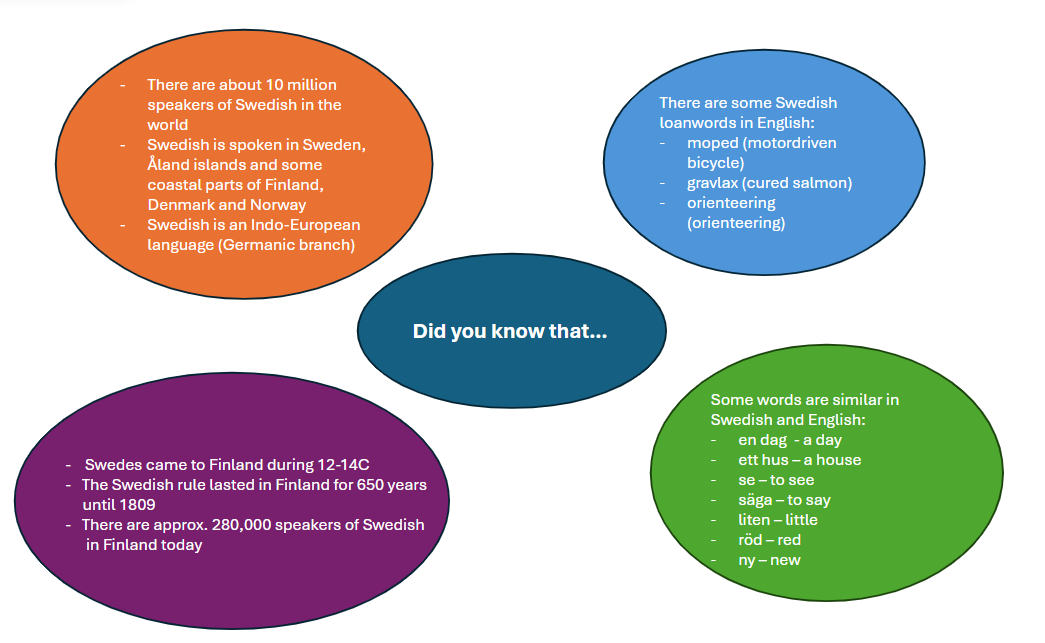 - There are about 10 million
speakers of Swedish in the
world
- Swedish is spoken in Sweden,
Åland islands and some
coastal parts of Finland,
Denmark and Norway
- Swedish is an Indo-European
language (Germanic branch)
There are some Swedish
loanwords in English:
- moped (motordriven
bicycle)
- gravlax (cured salmon)
- orienteering
(orienteering)
Did you know that...
- Swedes came to Finland during 12-14C
- The Swedish rule lasted in Finland for 650 years
until 1809
- There are approx. 280,000 speakers of Swedish
in Finland today
Some words are similar in
Swedish and English:
- en dag - a day
- ett hus – a house
- se – to see
- säga – to say
- liten – little
- röd – red
- ny – new